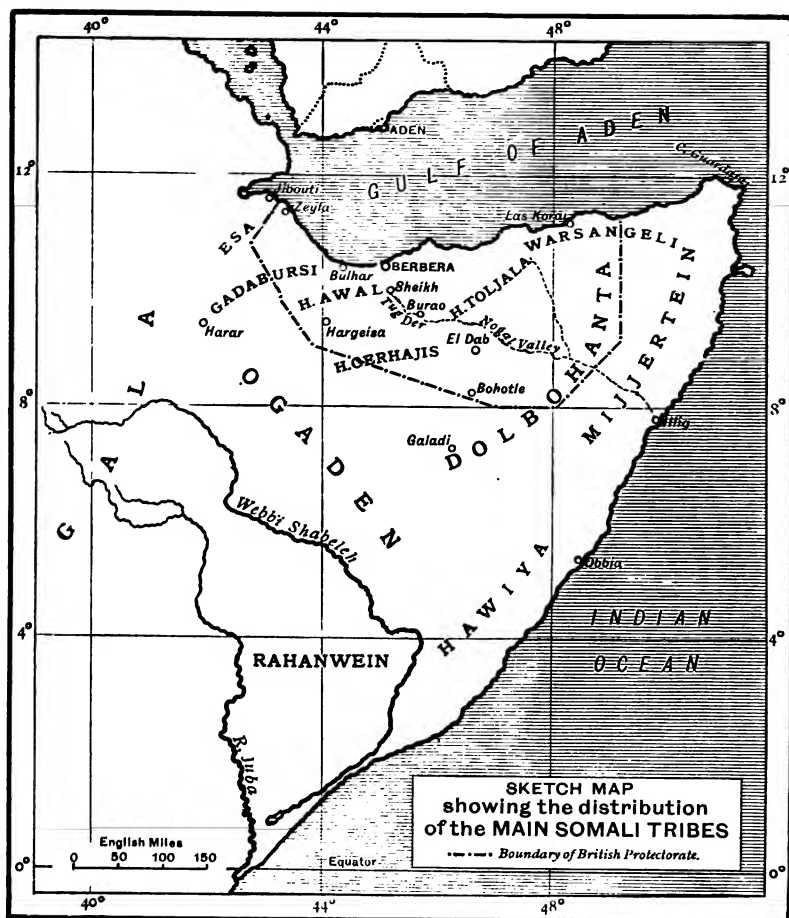 40° 44° 48°
ADEN
GULF OF ADEN
C. Guardafui
12° 12°
Jibouti
Zeyla
Las Korai
ESA
WARSANGELI
GADABURSI
Bulhar
BERBERA
Sheikh
H. AWAL
H. TOLJALA
Burao
Tug Der
Harar
Hargeisa
Nogal Valley
El Dab
H. GERHAJIS
DOLBOHANTA
MIJJERTEIN
Bohotle
8° 8°
Illig
GALLA
OGADEN
Galadi
Webbi Shabeleh
HAWIYA
Obbia
INDIAN
OCEAN
4° 4°
RAHANWEIN
R. Juba
SKETCH MAP
showing the distribution
of the MAIN SOMALI TRIBES
Boundary of British Protectorate.
English Miles
0 50 100 150
Equator
0° 0°
40° 44° 48°